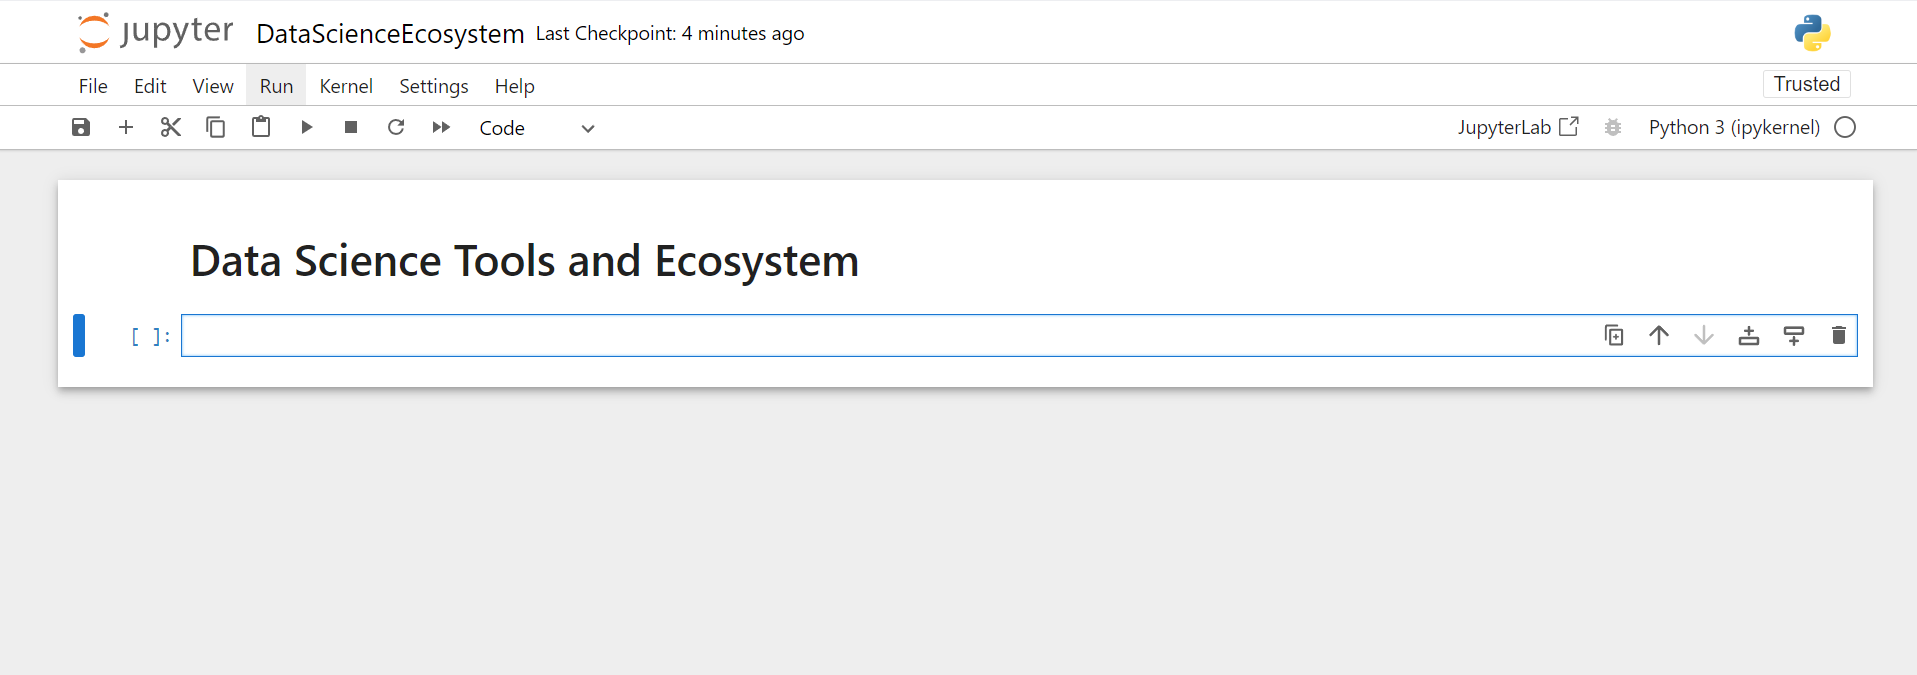 jupyter DataScienceEcosystem Last Checkpoint: 4 minutes ago
File Edit View Run Kernel Settings Help Trusted
Code JupyterLab Python 3 (ipykernel)
Data Science Tools and Ecosystem
[ ]: